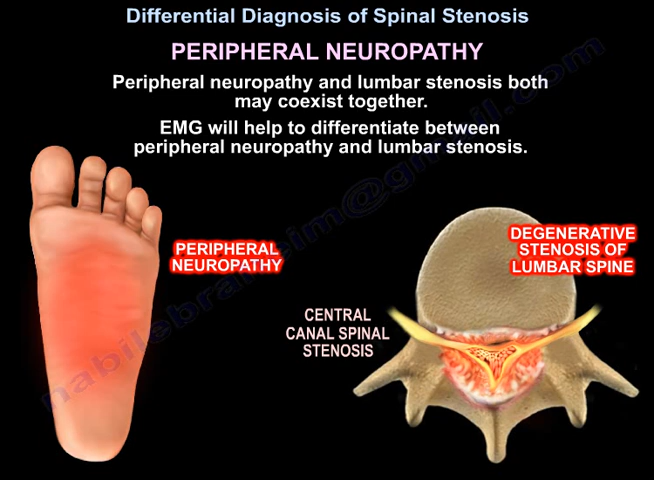 Differential Diagnosis of Spinal Stenosis
PERIPHERAL NEUROPATHY
Peripheral neuropathy and lumbar stenosis both
may coexist together.
EMG will help to differentiate between
peripheral neuropathy and lumbar stenosis.
PERIPHERAL
NEUROPATHY
DEGENERATIVE
STENOSIS OF
LUMBAR SPINE
CENTRAL
CANAL SPINAL
STENOSIS